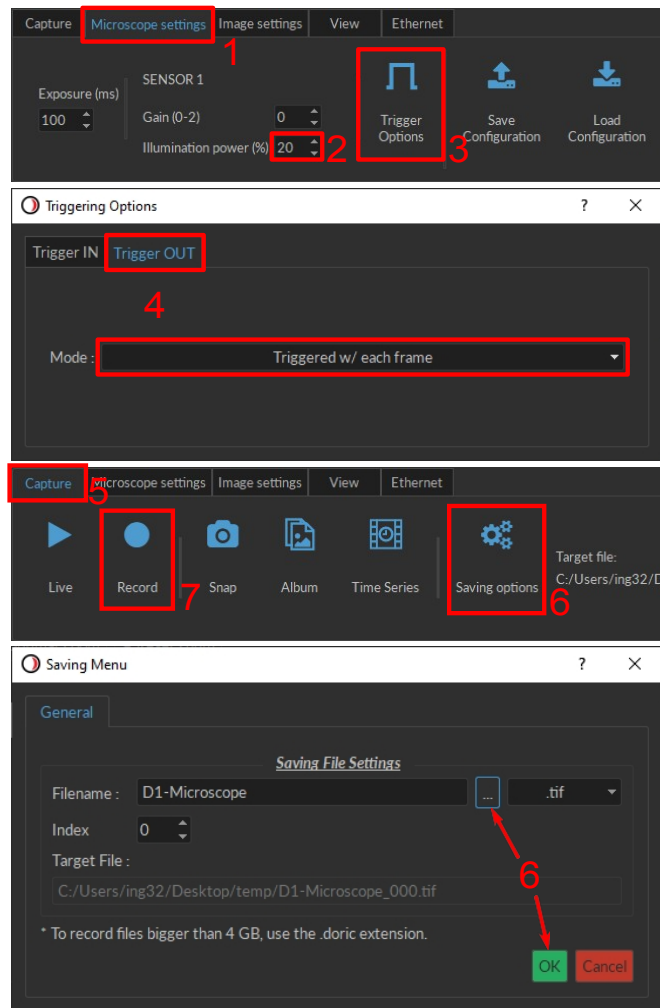 Capture Microscope settings Image settings View Ethernet
1
SENSOR 1
Exposure (ms)
100 Gain (0-2) 0
Illumination power (%) 20 2
Trigger Options
3
Save Configuration
Load Configuration
Triggering Options ? ×
Trigger IN Trigger OUT
4
Mode : Triggered w/ each frame
Capture Microscope settings Image settings View Ethernet
5
Live Record Snap Album Time Series Saving options
7
6
Target file:
C:/Users/ing32/D
Saving Menu ? ×
General
Saving File Settings
Filename : D1-Microscope ... .tif
Index 0
Target File :
C:/Users/ing32/Desktop/temp/D1-Microscope_000.tif
6
* To record files bigger than 4 GB, use the .doric extension.
OK Cancel